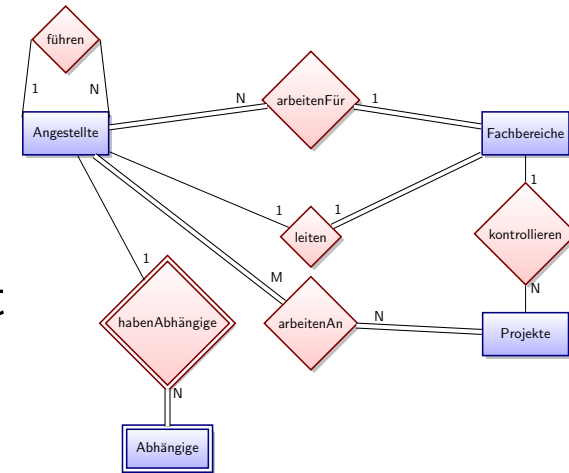 führen
1 N
N arbeitenFür 1
Angestellte
Fachbereiche
1 1
1
leiten
kontrollieren
1
M
habenAbhängige
arbeitenAn
N
N
Projekte
N
Abhängige
t